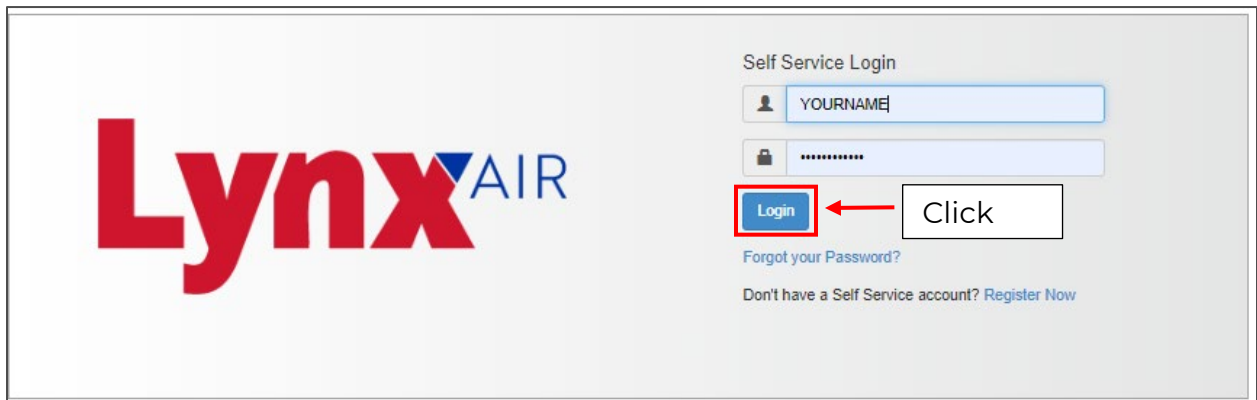 Lynx AIR
Self Service Login
YOURNAME
••••••••••••
Login
Click
Forgot your Password?
Don't have a Self Service account? Register Now